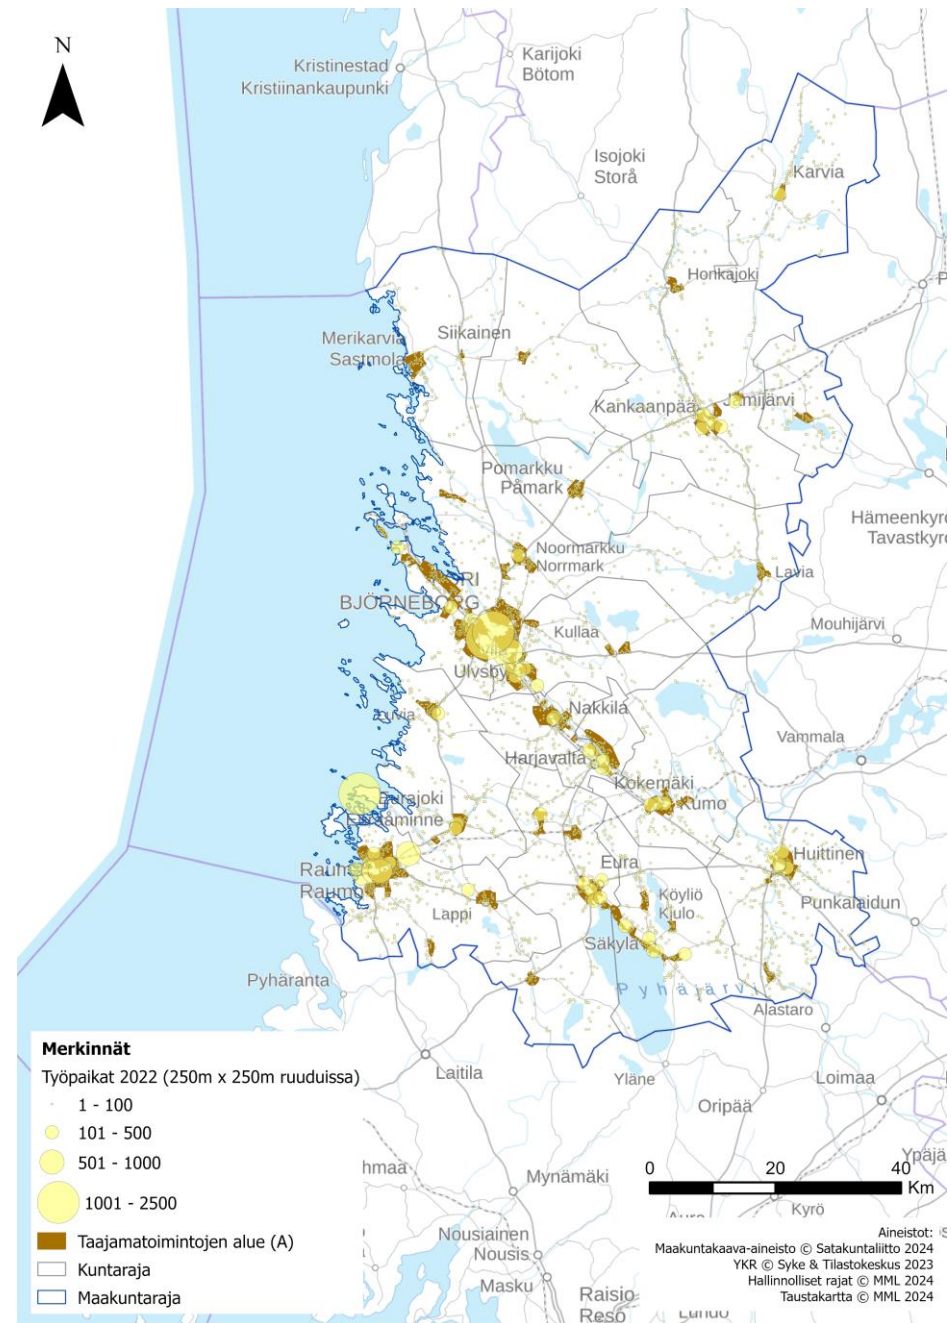 N
Kristinestad
Kristiinankaupunki
Karijoki
Bötom
Isojoki
Storå
Karvia
Honkajoki
Merikarvia
Sastmola
Siikainen
Kankaanpää
Jämijärvi
Pomarkku
Påmark
Hämeenkyrö
Tavastkyro
Noormarkku
Norrmark
Lavia
BJÖRNEBORG
Kullaa
Mouhijärvi
Ulvsby
Nakkila
Luvia
Vammala
Harjavalta
Kokemäki
Kumo
Eurajoki
Eura
Huittinen
Köyliö
Kjulo
Punkalaidun
Lappi
Säkylä
Pyhäranta
Pyhäjärvi
Alastaro
Merkinnät
Työpaikat 2022 (250m x 250m ruuduissa)
1 - 100
101 - 500
501 - 1000
1001 - 2500
Taajamatoimintojen alue (A)
Kuntaraja
Maakuntaraja
Laitila
Yläne
Loimaa
Oripää
Mynämäki
0 20 40
Km
Kyrö
Nousiainen
Nousis
Masku
Raisio
Reso
Aineistot:
Maakuntakaava-aineisto © Satakuntaliitto 2024
YKR © Syke & Tilastokeskus 2023
Hallinnolliset rajat © MML 2024
Taustakartta © MML 2024